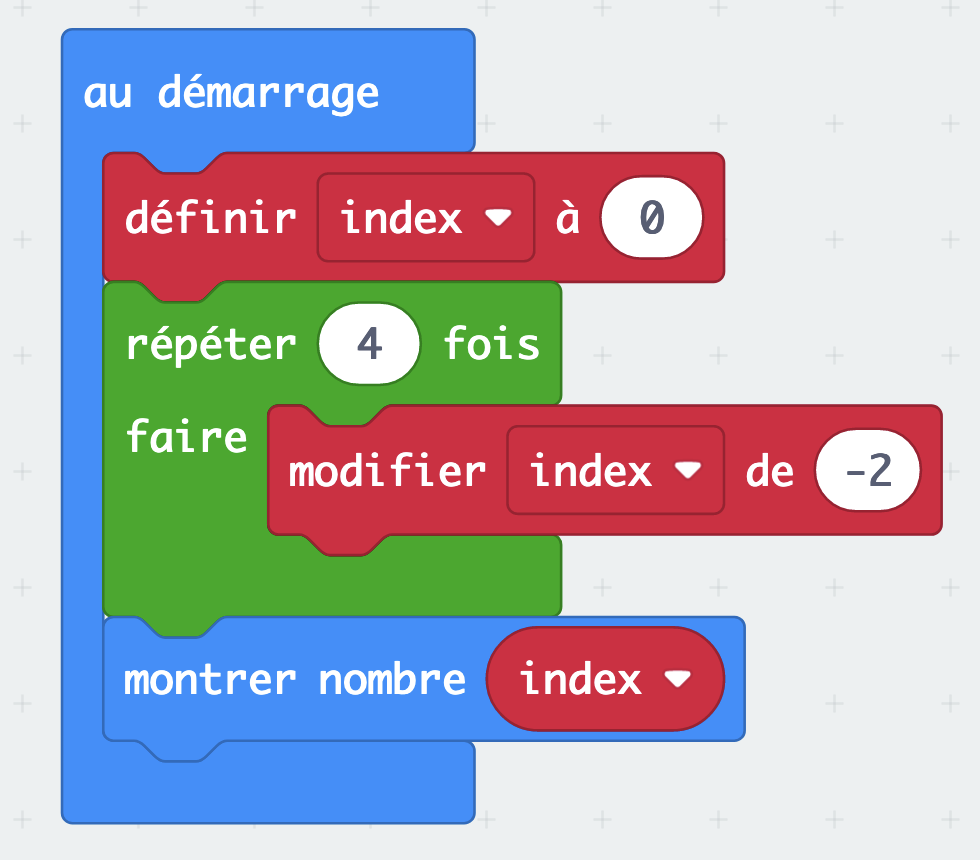 au démarrage
définir index à 0
répéter 4 fois
faire modifier index de -2
montrer nombre index